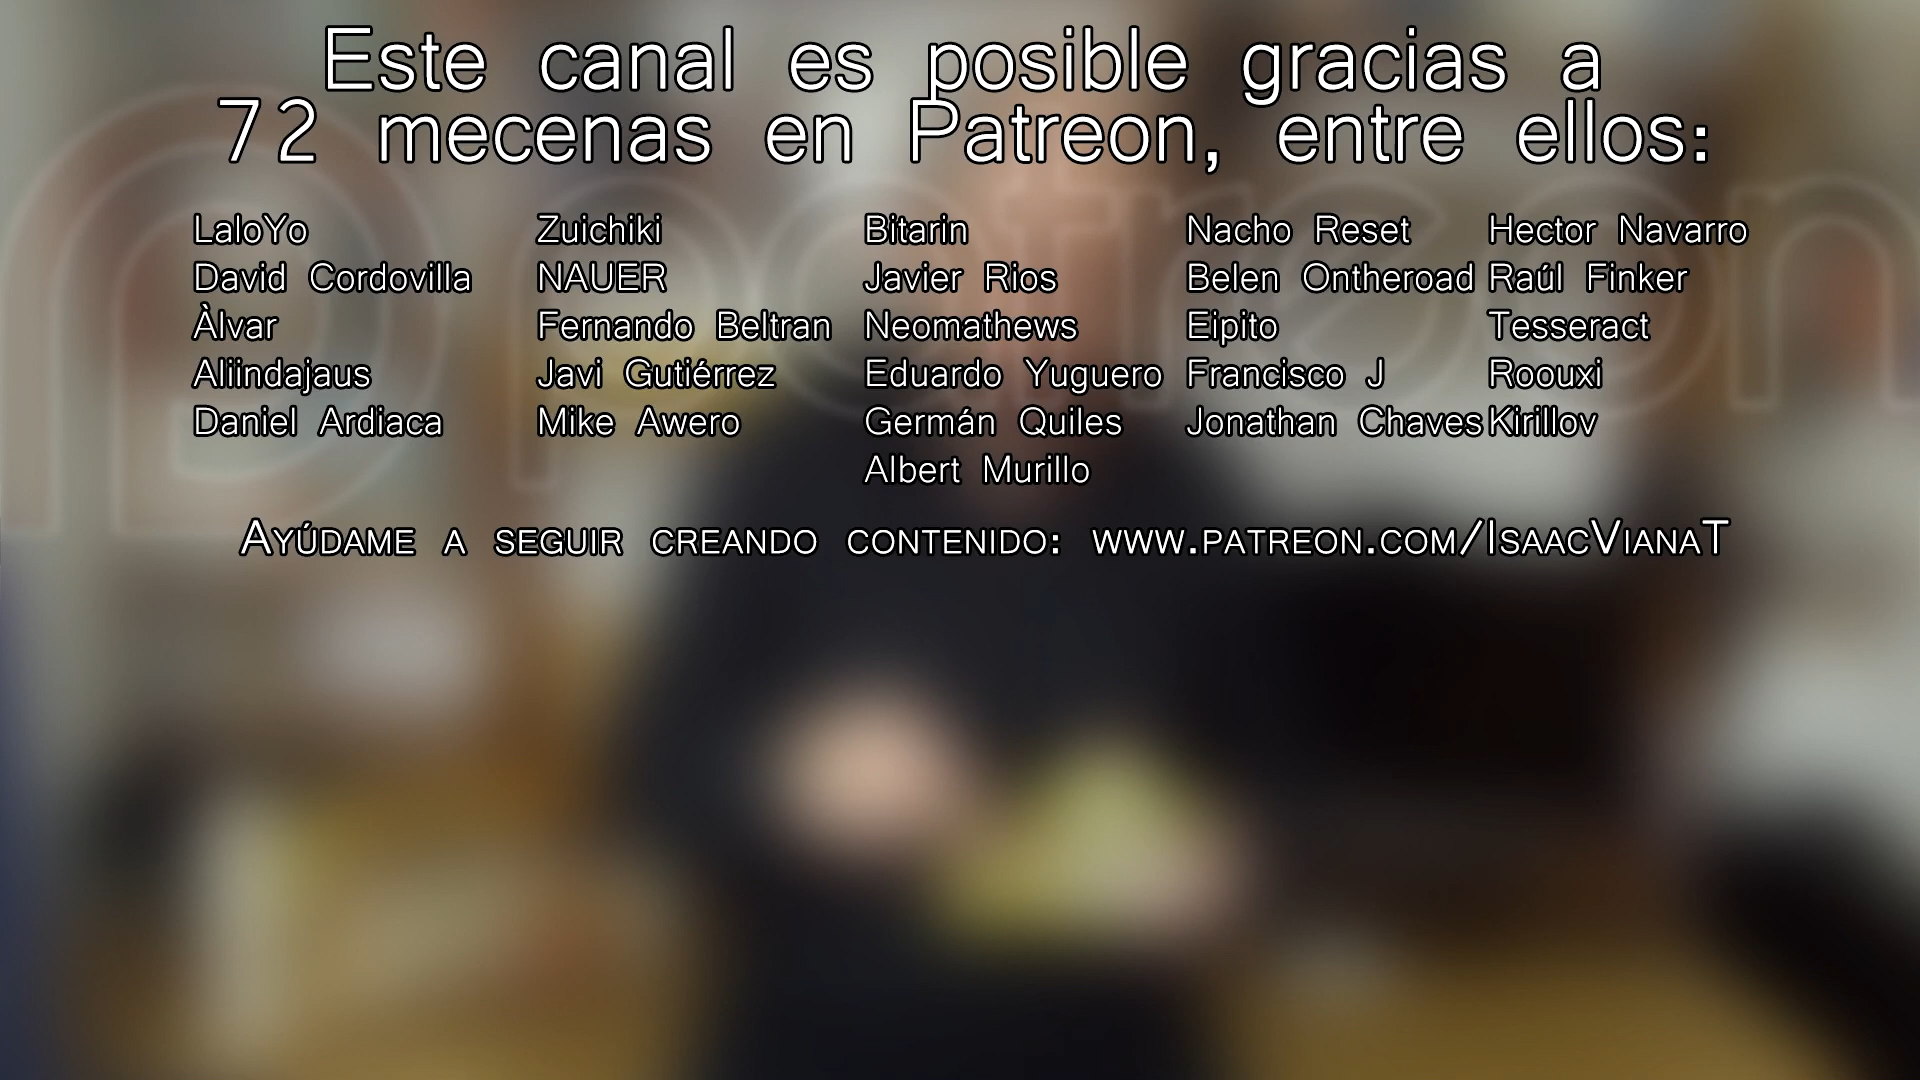 Este canal es posible gracias a
72 mecenas en Patreon, entre ellos:
LaloYo
David Cordovilla
Àlvar
Aliindajaus
Daniel Ardiaca
Zuichiki
NAUER
Fernando Beltran
Javi Gutiérrez
Mike Awero
Bitarin
Javier Rios
Neomathews
Eduardo Yuguero
Germán Quiles
Albert Murillo
Nacho Reset
Belen Ontheroad
Eipito
Francisco J
Jonathan Chaves
Hector Navarro
Raúl Finker
Tesseract
Roouxi
Kirillov
Ayúdame a seguir creando contenido: www.patreon.com/IsaacVianaT
patreon